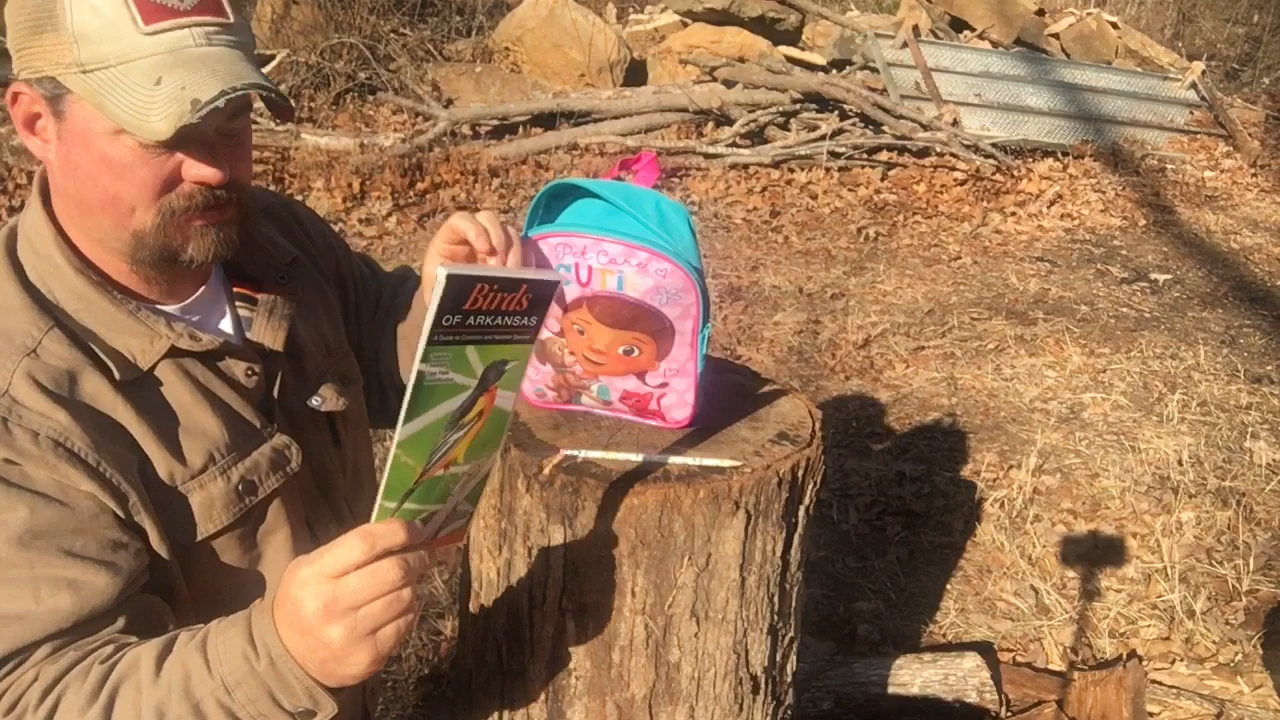 Birds
OF ARKANSAS
A Guide to Common and Notable Species
Pet Care
CUTiE